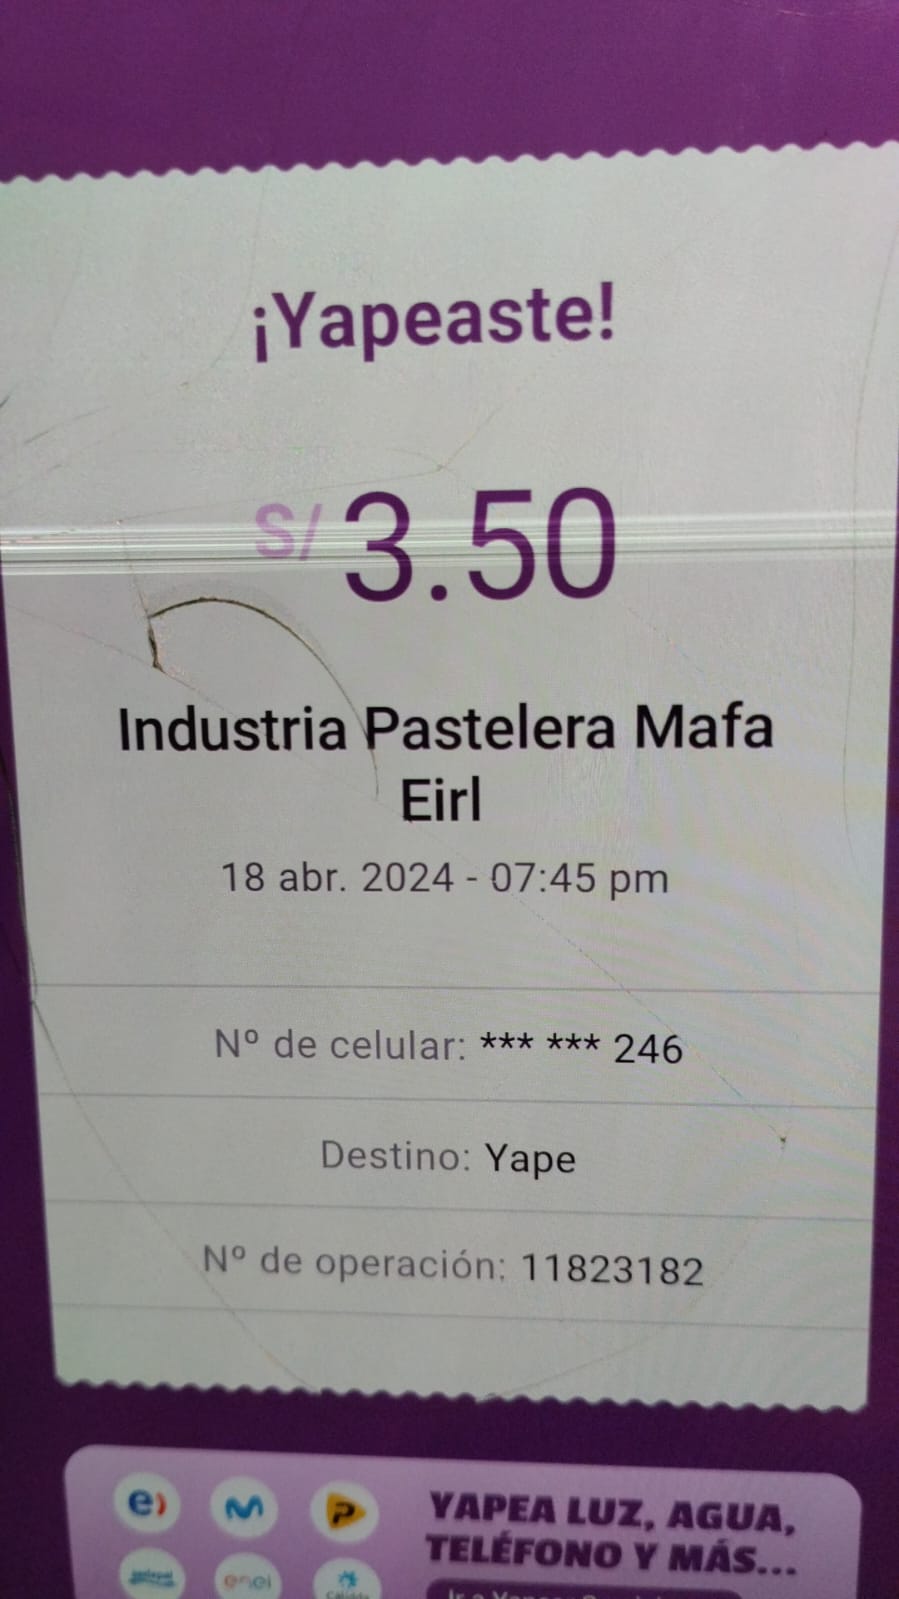 ¡Yapeaste!
S/ 3.50
Industria Pastelera Mafa
Eirl
18 abr. 2024 - 07:45 pm
Nº de celular: *** *** 246
Destino: Yape
Nº de operación: 11823182
e)
YAPEA LUZ, AGUA,
TELÉFONO Y MÁS...
enel